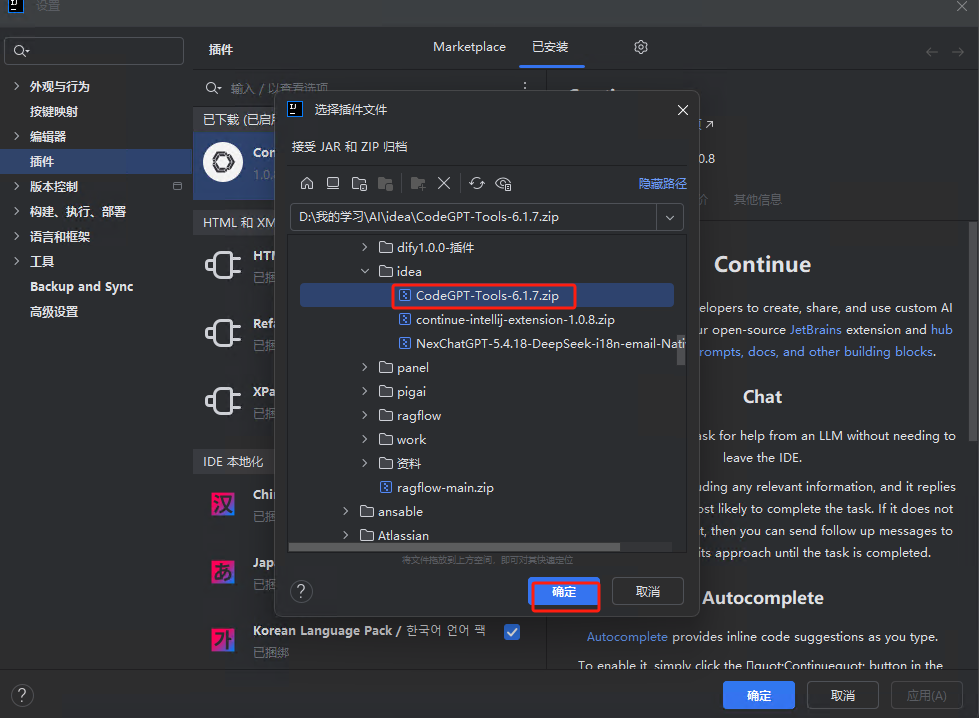 设置
插件
Marketplace
已安装
外观与行为
按键映射
编辑器
插件
版本控制
构建、执行、部署
语言和框架
工具
Backup and Sync
高级设置
输入 / 以查看选项
已下载 (已启用
Con
1.0.
HTML 和 XM
HTM
已捆
Refa
已捆
XPa
已捆
IDE 本地化
汉
Chin
已捆
あ
Japa
已捆
가
Korean Language Pack / 한국어 언어 팩
已捆绑
选择插件文件
接受 JAR 和 ZIP 归档
隐藏路径
D:\我的学习\AI\idea\CodeGPT-Tools-6.1.7.zip
dify1.0.0-插件
idea
CodeGPT-Tools-6.1.7.zip
continue-intellij-extension-1.0.8.zip
NexChatGPT-5.4.18-DeepSeek-i18n-email-Nati
panel
pigai
ragflow
work
资料
ragflow-main.zip
ansable
Atlassian
将文件拖放到上方空间，即可对其快速定位
?
确定
取消
0.8
其他信息
Continue
elopers to create, share, and use custom AI
ur open-source JetBrains extension and hub
rompts, docs, and other building blocks.
Chat
ask for help from an LLM without needing to
leave the IDE.
uding any relevant information, and it replies
ost likely to complete the task. If it does not
t, then you can send follow up messages to
its approach until the task is completed.
Autocomplete
Autocomplete provides inline code suggestions as you type.
To enable it, simply click the &quot;Continue&quot; button in the
?
确定
取消
应用(A)